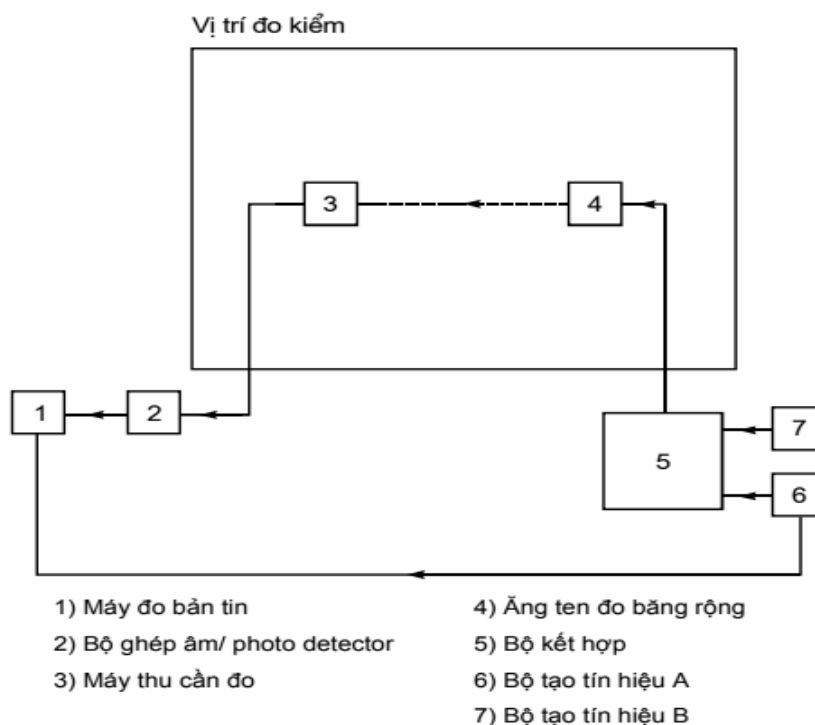 Vị trí đo kiểm
3
4
1
2
7
5
6
1) Máy đo bản tin
2) Bộ ghép âm/ photo detector
3) Máy thu cần đo
4) Ăng ten đo băng rộng
5) Bộ kết hợp
6) Bộ tạo tín hiệu A
7) Bộ tạo tín hiệu B